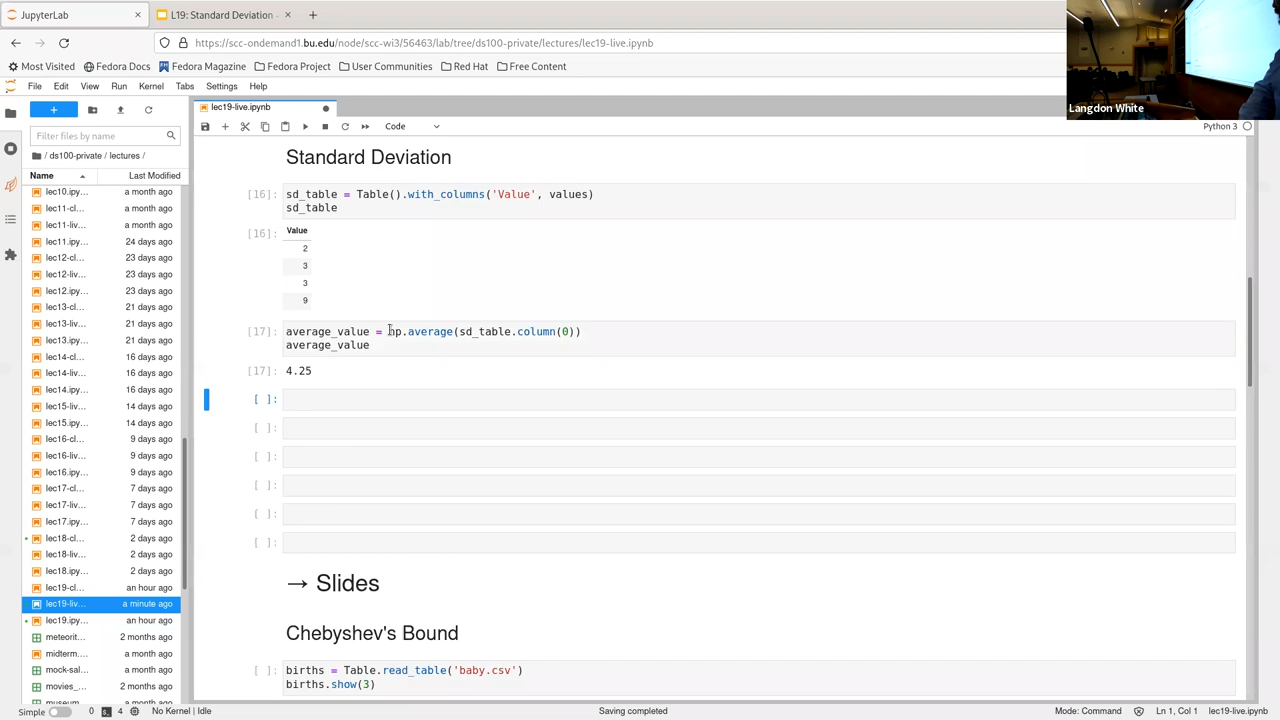 JupyterLab
L19: Standard Deviation -
https://scc-ondemand1.bu.edu/node/scc-wi3/56463/lab/tree/ds100-private/lectures/lec19-live.ipynb
Most Visited
Fedora Docs
Fedora Magazine
Fedora Project
User Communities
Red Hat
Free Content
Langdon White
File Edit View Run Kernel Tabs Settings Help
lec19-live.ipynb
Filter files by name
/ ds100-private / lectures /
Name Last Modified
lec10.ipy... a month ago
lec11-cl... a month ago
lec11-liv... a month ago
lec11.ipy... 24 days ago
lec12-cl... 23 days ago
lec12-liv... 23 days ago
lec12.ipy... 23 days ago
lec13-cl... 21 days ago
lec13-liv... 21 days ago
lec13.ipy... 21 days ago
lec14-cl... 16 days ago
lec14-liv... 16 days ago
lec14.ipy... 16 days ago
lec15-liv... 14 days ago
lec15.ipy... 14 days ago
lec16-cl... 9 days ago
lec16-liv... 9 days ago
lec16.ipy... 9 days ago
lec17-cl... 7 days ago
lec17-liv... 7 days ago
lec17.ipy... 7 days ago
lec18-cl... 2 days ago
lec18-liv... 2 days ago
lec18.ipy... 2 days ago
lec19-cl... an hour ago
lec19-liv... a minute ago
lec19.ipy... an hour ago
meteorit... 2 months ago
midterm.... a month ago
mock-sal... a month ago
movies_... 2 months ago
museum a month ago
Code
Python 3
Standard Deviation
[16]: sd_table = Table().with_columns('Value', values)
sd_table
[16]: Value
2
3
3
9
[17]: average_value = np.average(sd_table.column(0))
average_value
[17]: 4.25
[ ]:
[ ]:
[ ]:
[ ]:
[ ]:
[ ]:
→ Slides
Chebyshev's Bound
[ ]: births = Table.read_table('baby.csv')
births.show(3)
Simple 0 4 No Kernel | Idle Saving completed Mode: Command Ln 1, Col 1 lec19-live.ipynb